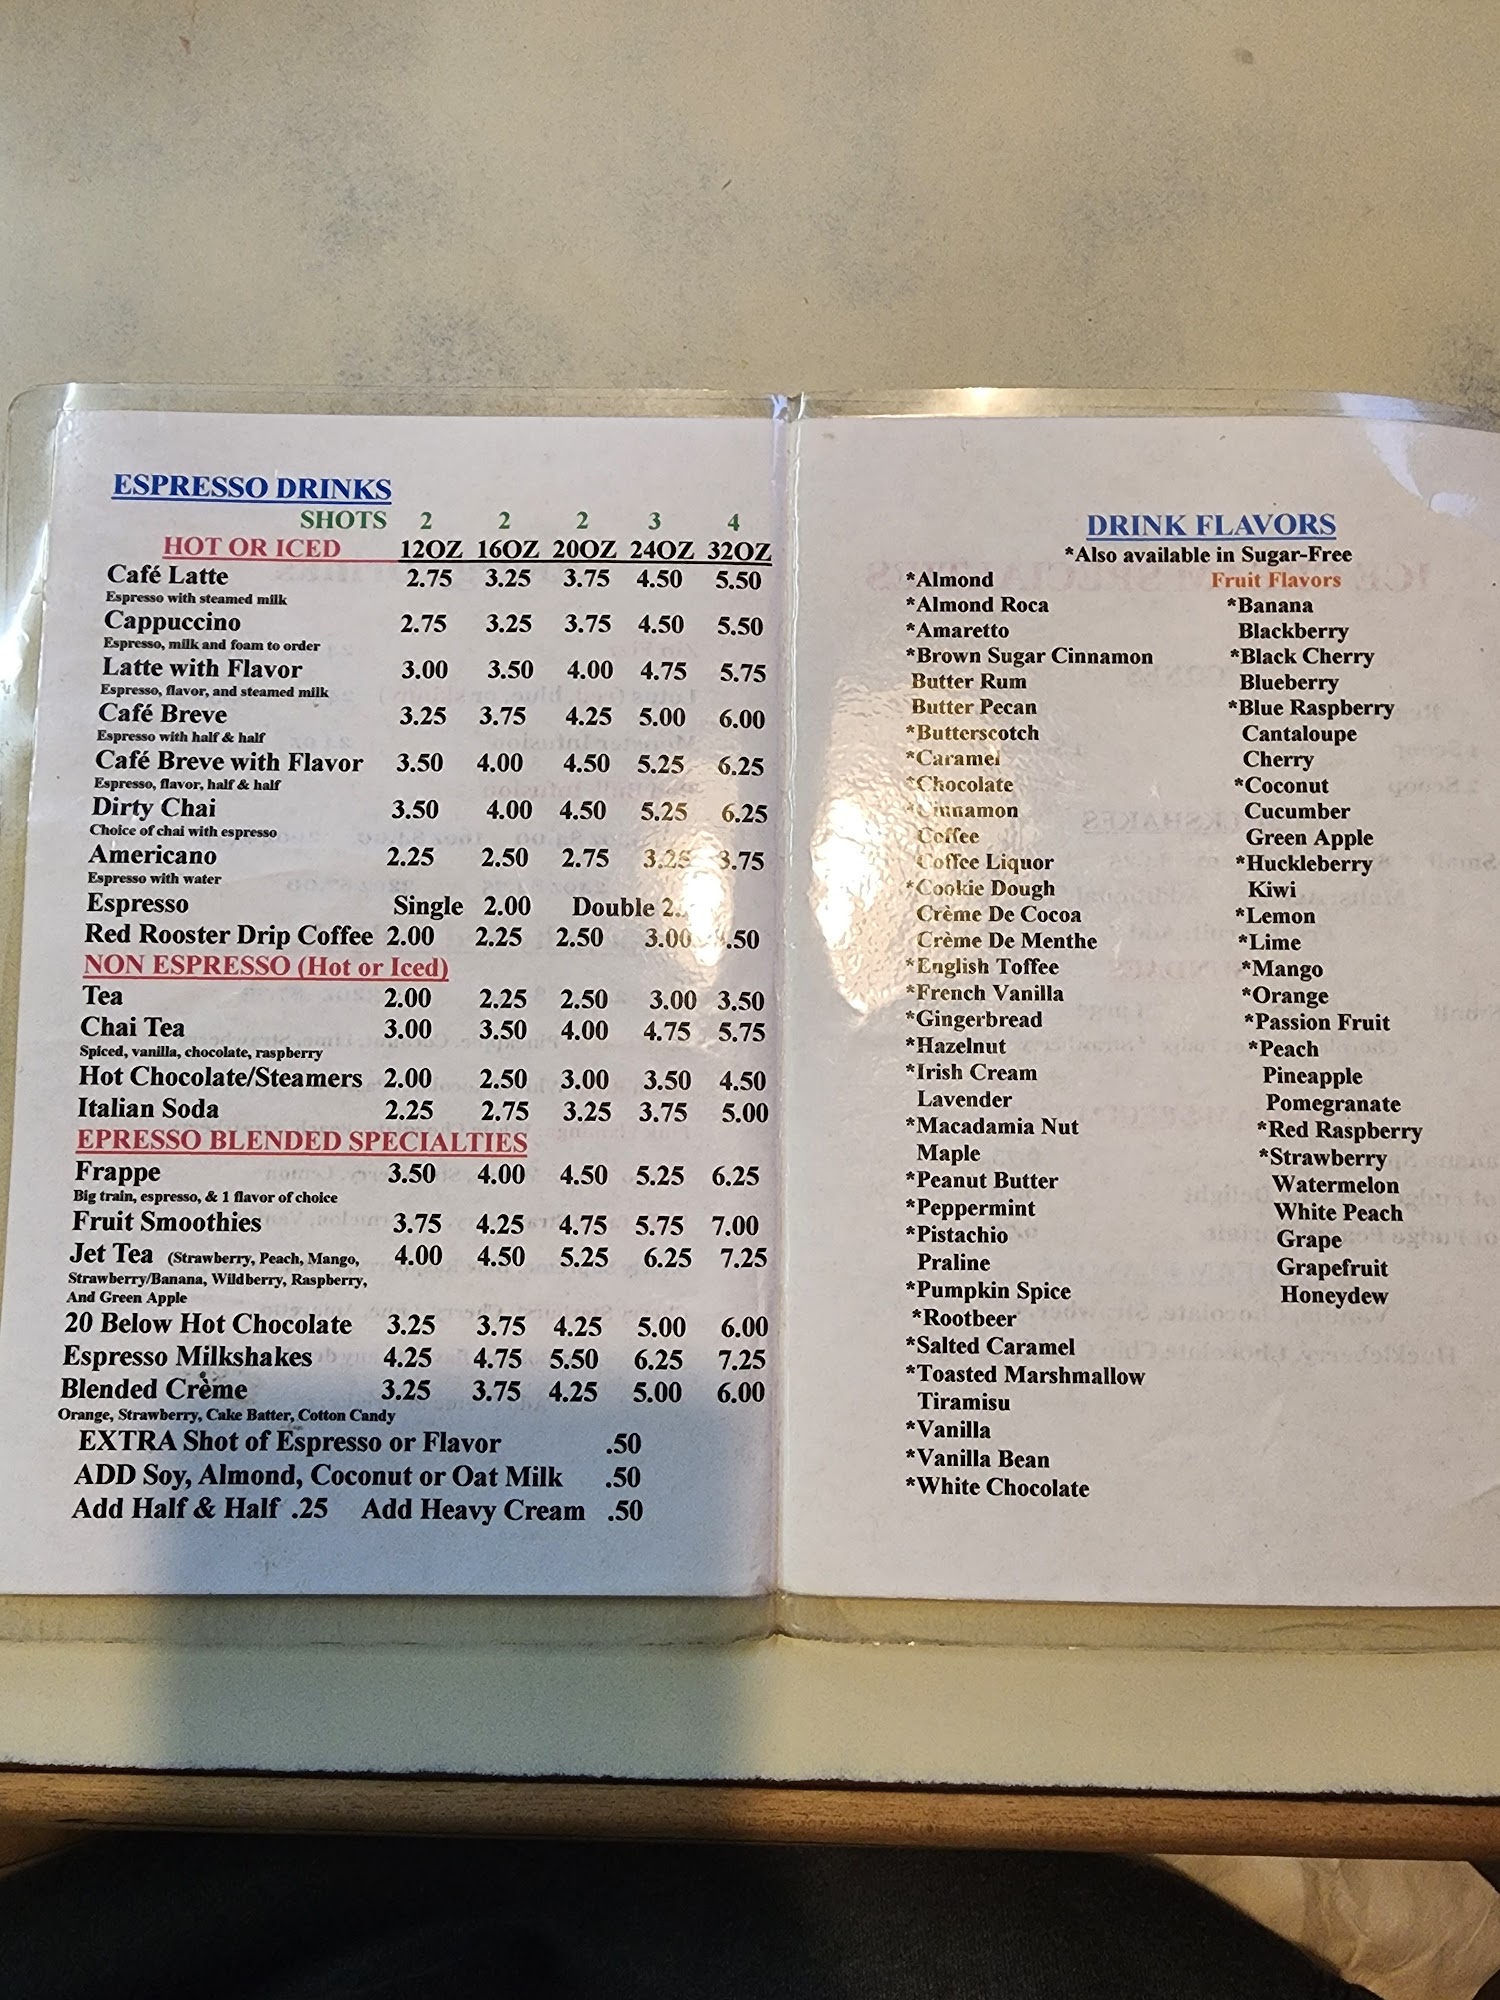 ESPRESSO DRINKS
SHOTS 2 2 2 3 4
HOT OR ICED 12OZ 16OZ 20OZ 24OZ 32OZ
Café Latte 2.75 3.25 3.75 4.50 5.50
Espresso with steamed milk
Cappuccino 2.75 3.25 3.75 4.50 5.50
Espresso, milk and foam to order
Latte with Flavor 3.00 3.50 4.00 4.75 5.75
Espresso, flavor, and steamed milk
Café Breve 3.25 3.75 4.25 5.00 6.00
Espresso with half & half
Café Breve with Flavor 3.50 4.00 4.50 5.25 6.25
Espresso, flavor, half & half
Dirty Chai 3.50 4.00 4.50 5.25 6.25
Choice of chai with espresso
Americano 2.25 2.50 2.75 3.25 3.75
Espresso with water
Espresso Single 2.00 Double
Red Rooster Drip Coffee 2.00 2.25 2.50 3.00
NON ESPRESSO (Hot or Iced)
Tea 2.00 2.25 2.50 3.00 3.50
Chai Tea 3.00 3.50 4.00 4.75 5.75
Spiced, vanilla, chocolate, raspberry
Hot Chocolate/Steamers 2.00 2.50 3.00 3.50 4.50
Italian Soda 2.25 2.75 3.25 3.75 5.00
EPRESSO BLENDED SPECIALTIES
Frappe 3.50 4.00 4.50 5.25 6.25
Big train, espresso, & 1 flavor of choice
Fruit Smoothies 3.75 4.25 4.75 5.75 7.00
Jet Tea (Strawberry, Peach, Mango, 4.00 4.50 5.25 6.25 7.25
Strawberry/Banana, Wildberry, Raspberry,
And Green Apple
20 Below Hot Chocolate 3.25 3.75 4.25 5.00 6.00
Espresso Milkshakes 4.25 4.75 5.50 6.25 7.25
Blended Crème 3.25 3.75 4.25 5.00 6.00
Orange, Strawberry, Cake Batter, Cotton Candy
EXTRA Shot of Espresso or Flavor .50
ADD Soy, Almond, Coconut or Oat Milk .50
Add Half & Half .25 Add Heavy Cream .50
DRINK FLAVORS
*Also available in Sugar-Free
*Almond
*Almond Roca
*Amaretto
*Brown Sugar Cinnamon
Butter Rum
Butter Pecan
*Butterscotch
*Caramel
*Chocolate
*Cinnamon
Coffee
Coffee Liquor
*Cookie Dough
Crème De Cocoa
Crème De Menthe
*English Toffee
*French Vanilla
*Gingerbread
*Hazelnut
*Irish Cream
Lavender
*Macadamia Nut
Maple
*Peanut Butter
*Peppermint
*Pistachio
Praline
*Pumpkin Spice
*Rootbeer
*Salted Caramel
*Toasted Marshmallow
Tiramisu
*Vanilla
*Vanilla Bean
*White Chocolate
Fruit Flavors
*Banana
Blackberry
*Black Cherry
Blueberry
*Blue Raspberry
Cantaloupe
Cherry
*Coconut
Cucumber
Green Apple
*Huckleberry
Kiwi
*Lemon
*Lime
*Mango
*Orange
*Passion Fruit
*Peach
Pineapple
Pomegranate
*Red Raspberry
*Strawberry
Watermelon
White Peach
Grape
Grapefruit
Honeydew